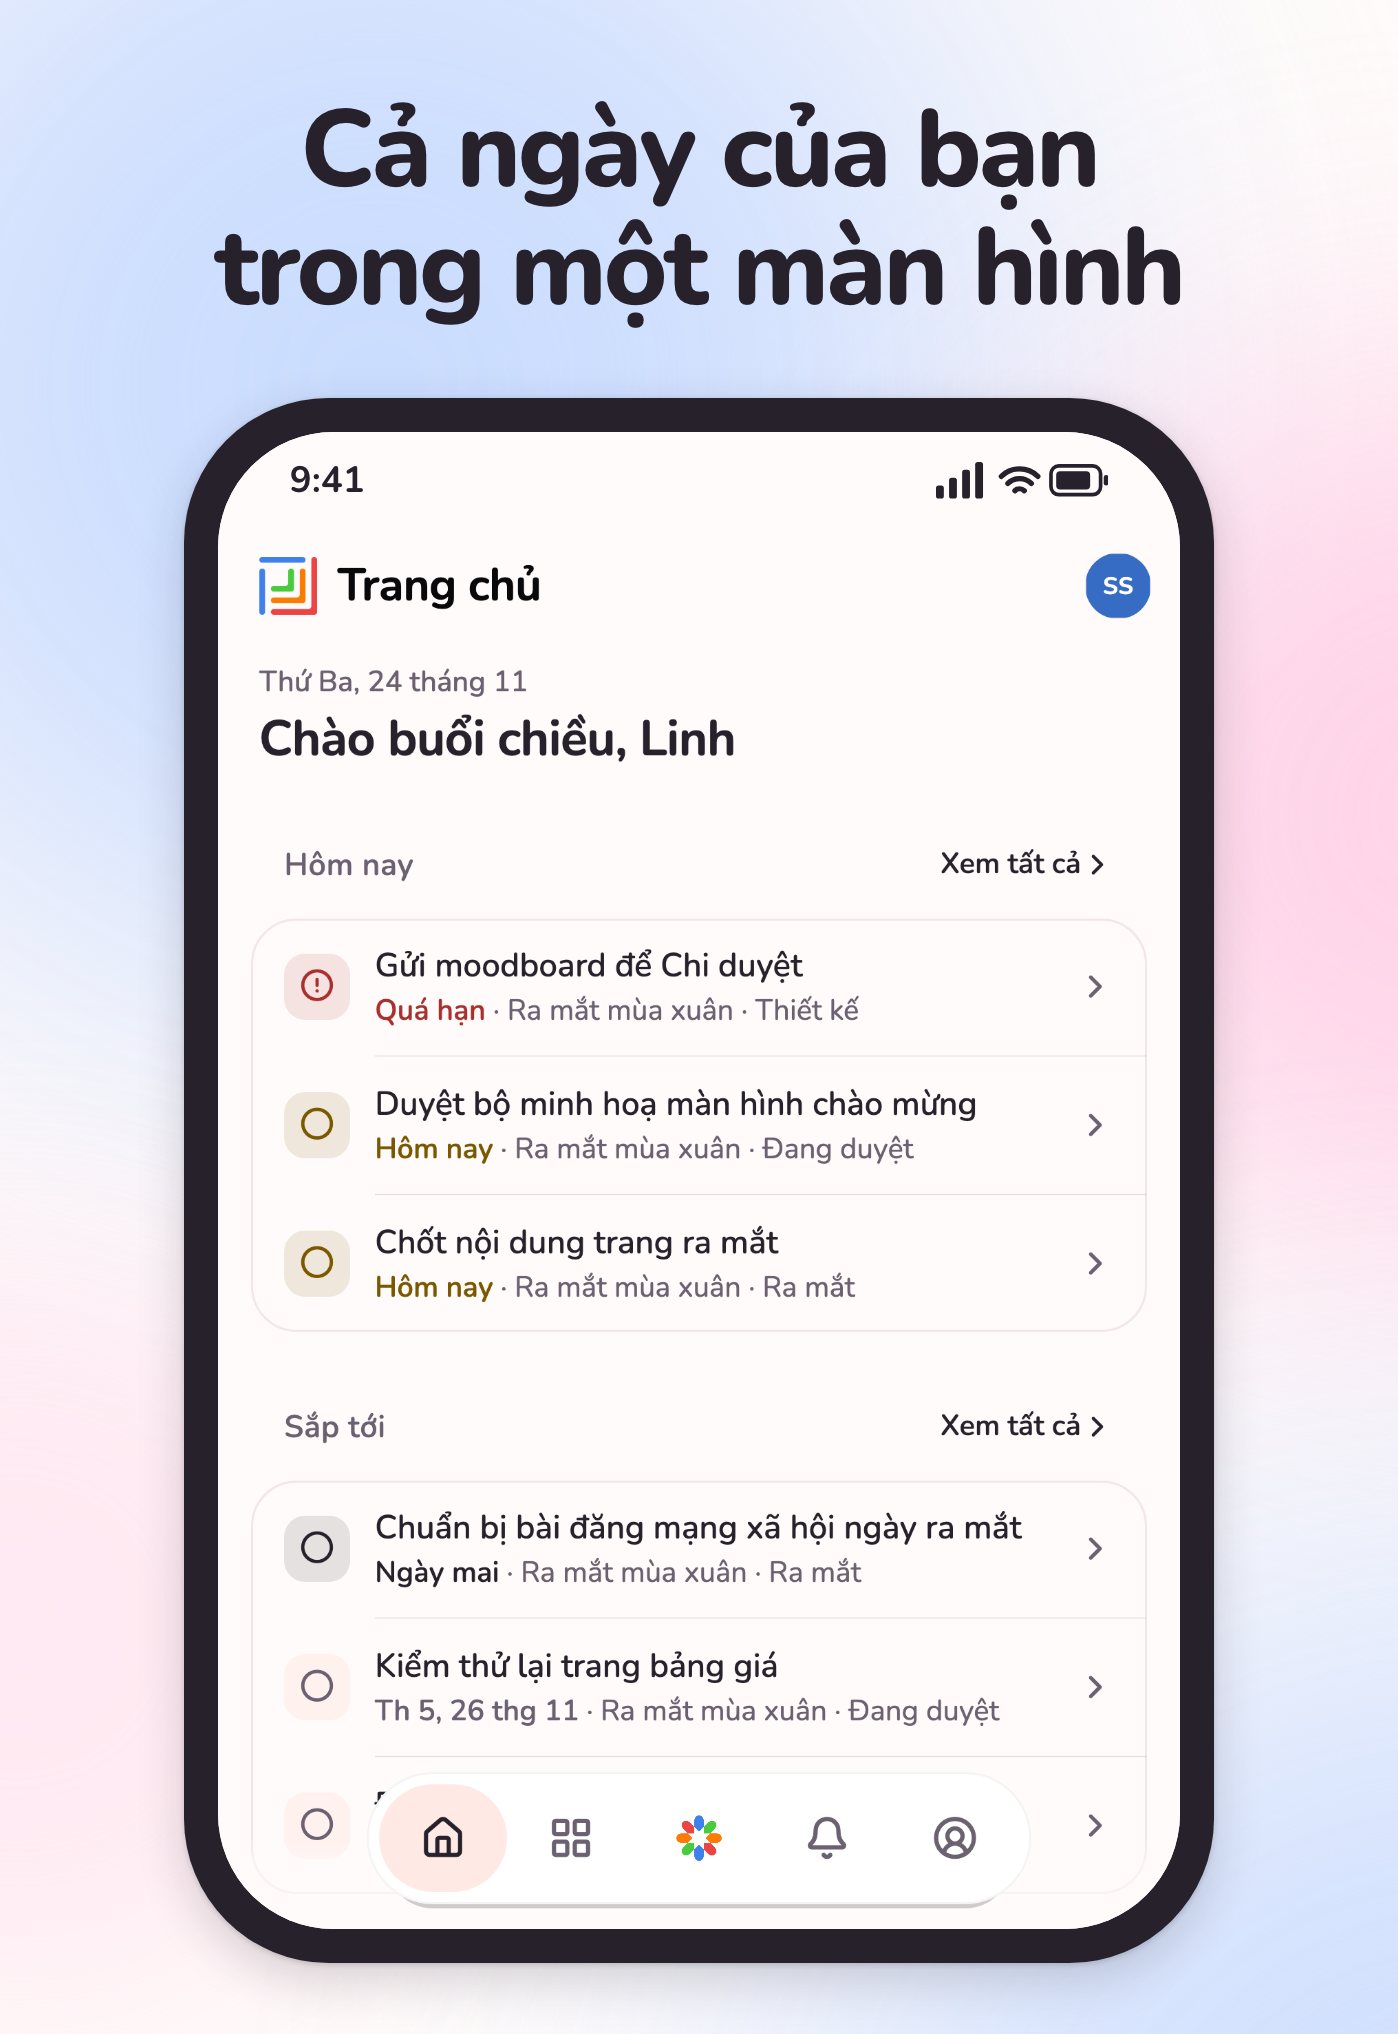 Cả ngày của bạn
trong một màn hình
9:41
Trang chủ
SS
Thứ Ba, 24 tháng 11
Chào buổi chiều, Linh
Hôm nay
Xem tất cả
Gửi moodboard để Chi duyệt
Quá hạn · Ra mắt mùa xuân · Thiết kế
Duyệt bộ minh hoạ màn hình chào mừng
Hôm nay · Ra mắt mùa xuân · Đang duyệt
Chốt nội dung trang ra mắt
Hôm nay · Ra mắt mùa xuân · Ra mắt
Sắp tới
Xem tất cả
Chuẩn bị bài đăng mạng xã hội ngày ra mắt
Ngày mai · Ra mắt mùa xuân · Ra mắt
Kiểm thử lại trang bảng giá
Th 5, 26 thg 11 · Ra mắt mùa xuân · Đang duyệt